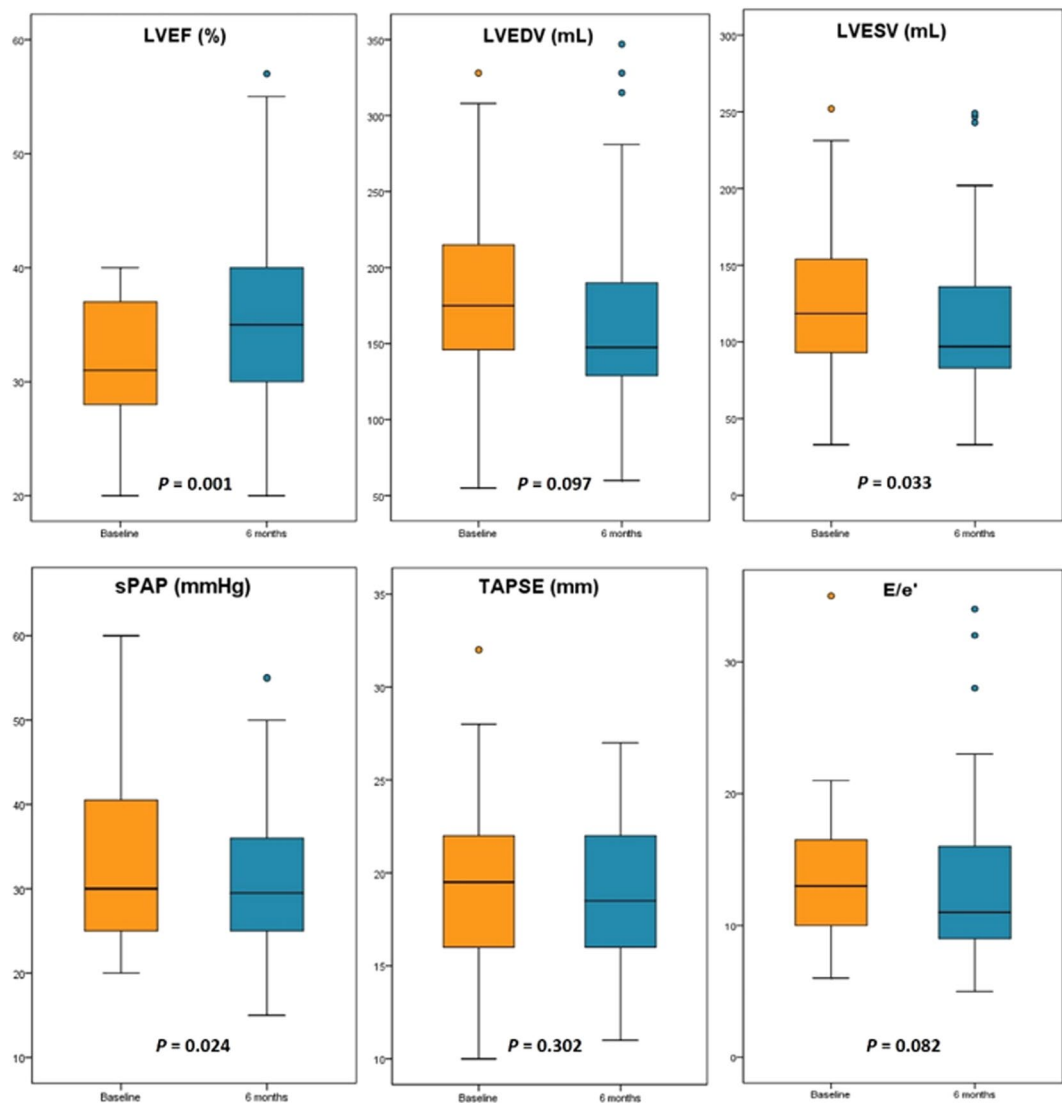 LVEF (%)
60
50
40
30
20
P = 0.001
Baseline
6 months
LVEDV (mL)
350
300
250
200
150
100
50
P = 0.097
Baseline
6 months
LVESV (mL)
300
250
200
150
100
50
0
P = 0.033
Baseline
6 months
sPAP (mmHg)
60
50
40
30
20
10
P = 0.024
Baseline
6 months
TAPSE (mm)
35
30
25
20
15
10
P = 0.302
Baseline
6 months
E/e'
30
20
10
0
P = 0.082
Baseline
6 months